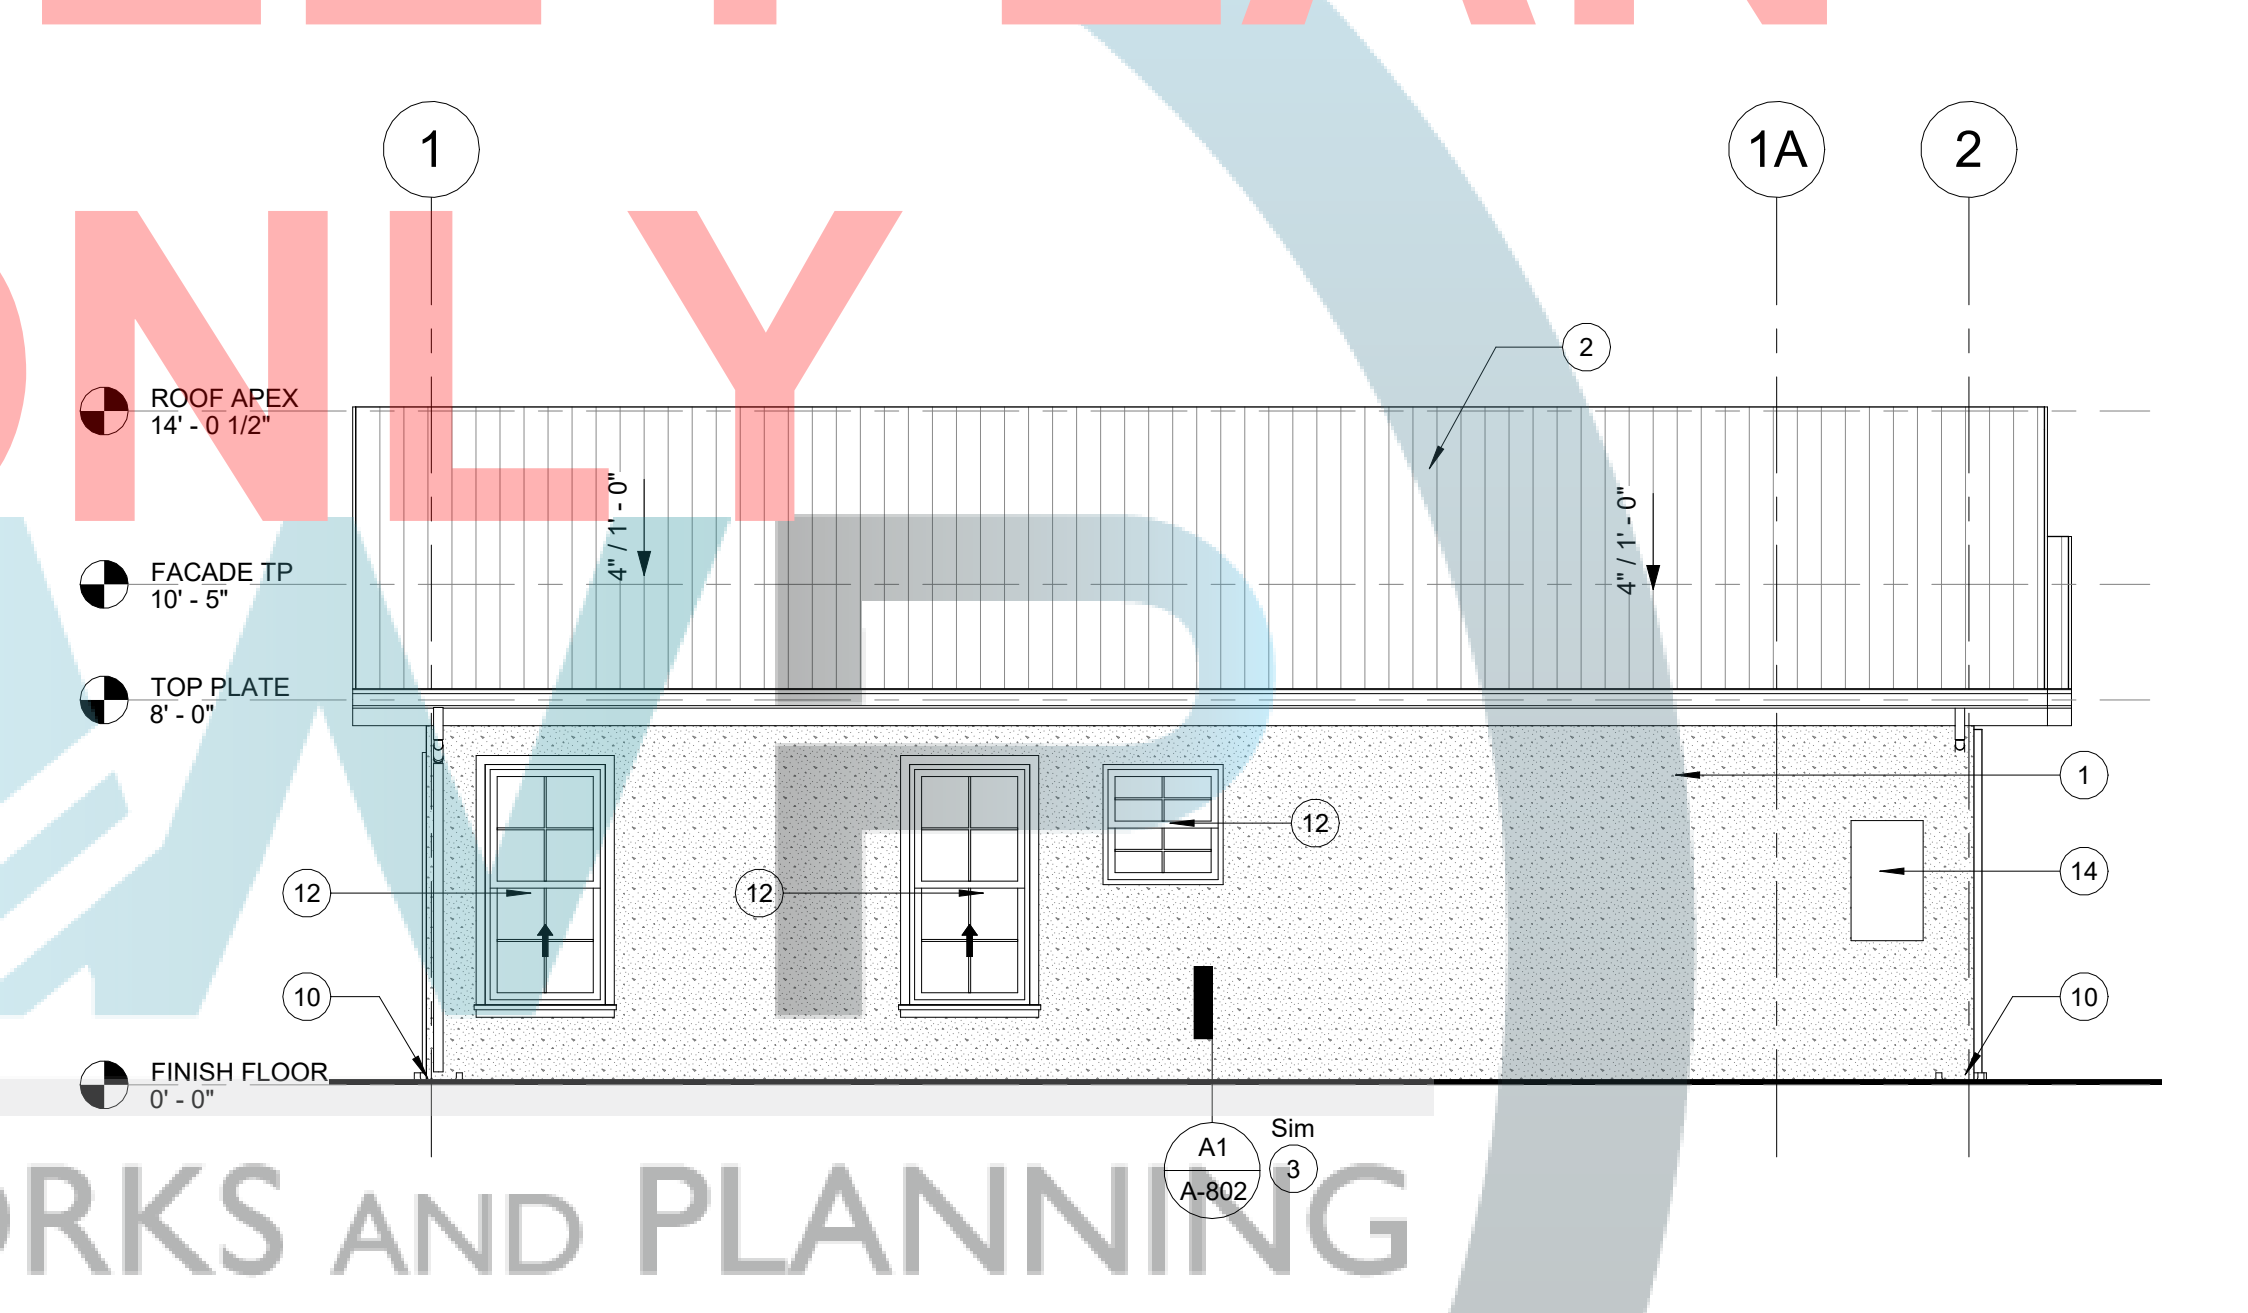 1
1A
2
ONLY
2
ROOF APEX
14' - 0 1/2"
4" / 1' - 0"
4" / 1' - 0"
FACADE TP
10' - 5"
TOP PLATE
8' - 0"
1
12
14
12
12
10
10
FINISH FLOOR
0' - 0"
Sim
A1
3
A-802
AND PLANNING